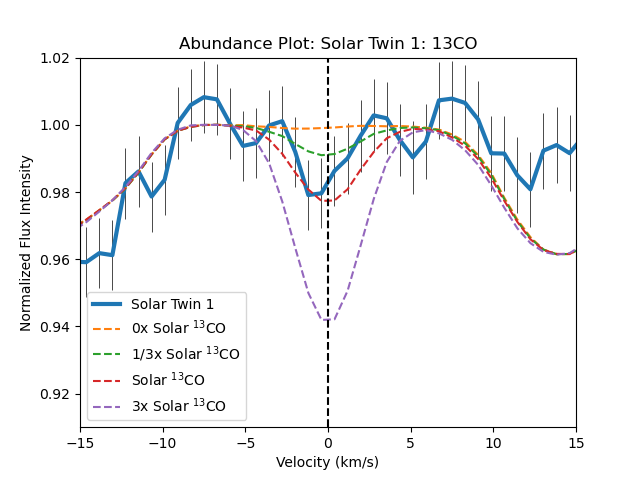 Abundance Plot: Solar Twin 1: 13CO
Normalized Flux Intensity
1.02
1.00
0.98
0.96
0.94
0.92
Solar Twin 1
0x Solar ¹³CO
1/3x Solar ¹³CO
Solar ¹³CO
3x Solar ¹³CO
−15 −10 −5 0 5 10 15
Velocity (km/s)